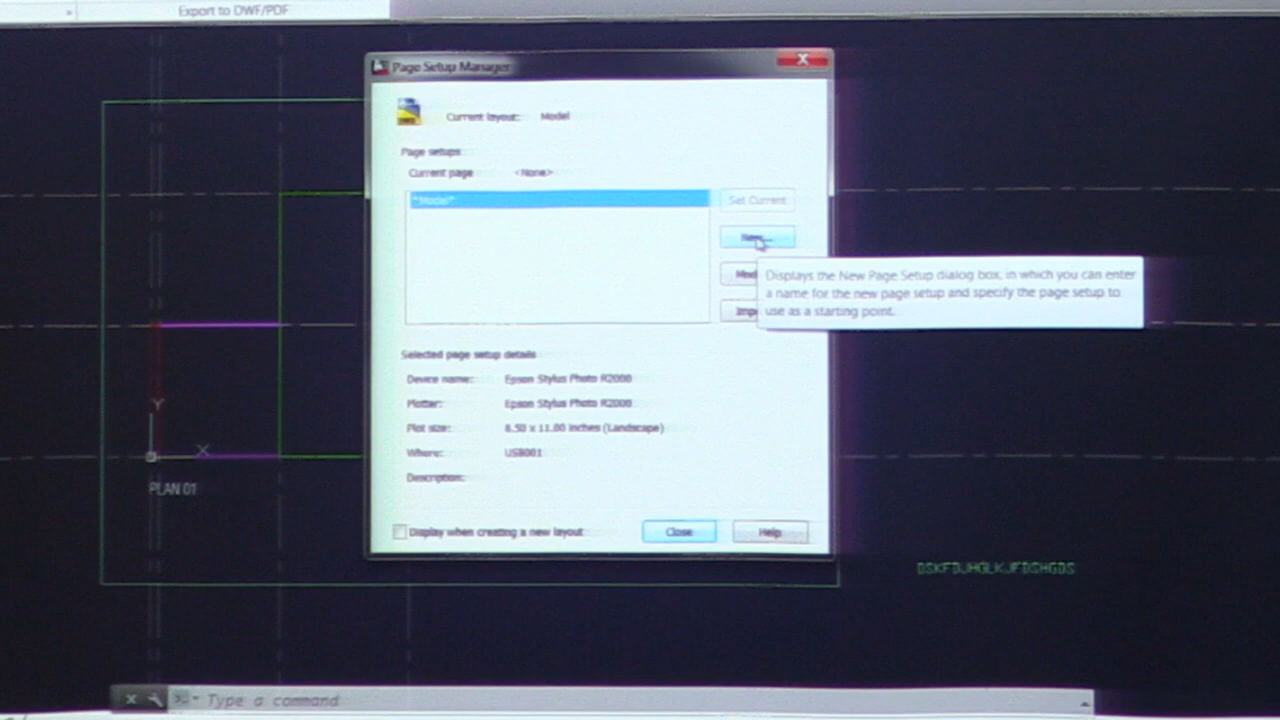 Export to DWF/PDF
Page Setup Manager
Current layout: Model
Page setups
Current page <None>
*Model*
Set Current
New...
Displays the New Page Setup dialog box, in which you can enter
a name for the new page setup and specify the page setup to
use as a starting point.
Selected page setup details
Device name: Epson Stylus Photo R2000
Plotter: Epson Stylus Photo R2000
Plot size: 8.50 x 11.00 inches (Landscape)
Where: USB001
Description:
Display when creating a new layout
Close
Help
Y
X
PLAN 01
Type a command